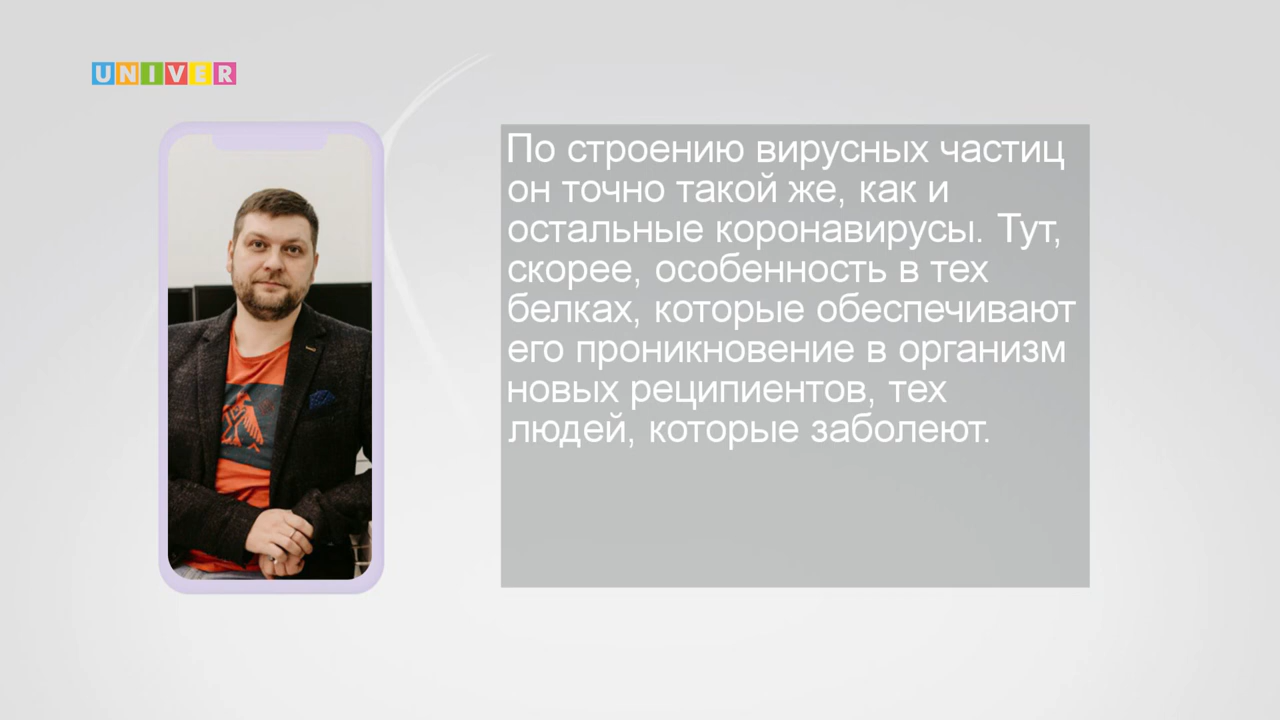 UNIVER
По строению вирусных частиц
он точно такой же, как и
остальные коронавирусы. Тут,
скорее, особенность в тех
белках, которые обеспечивают
его проникновение в организм
новых реципиентов, тех
людей, которые заболеют.